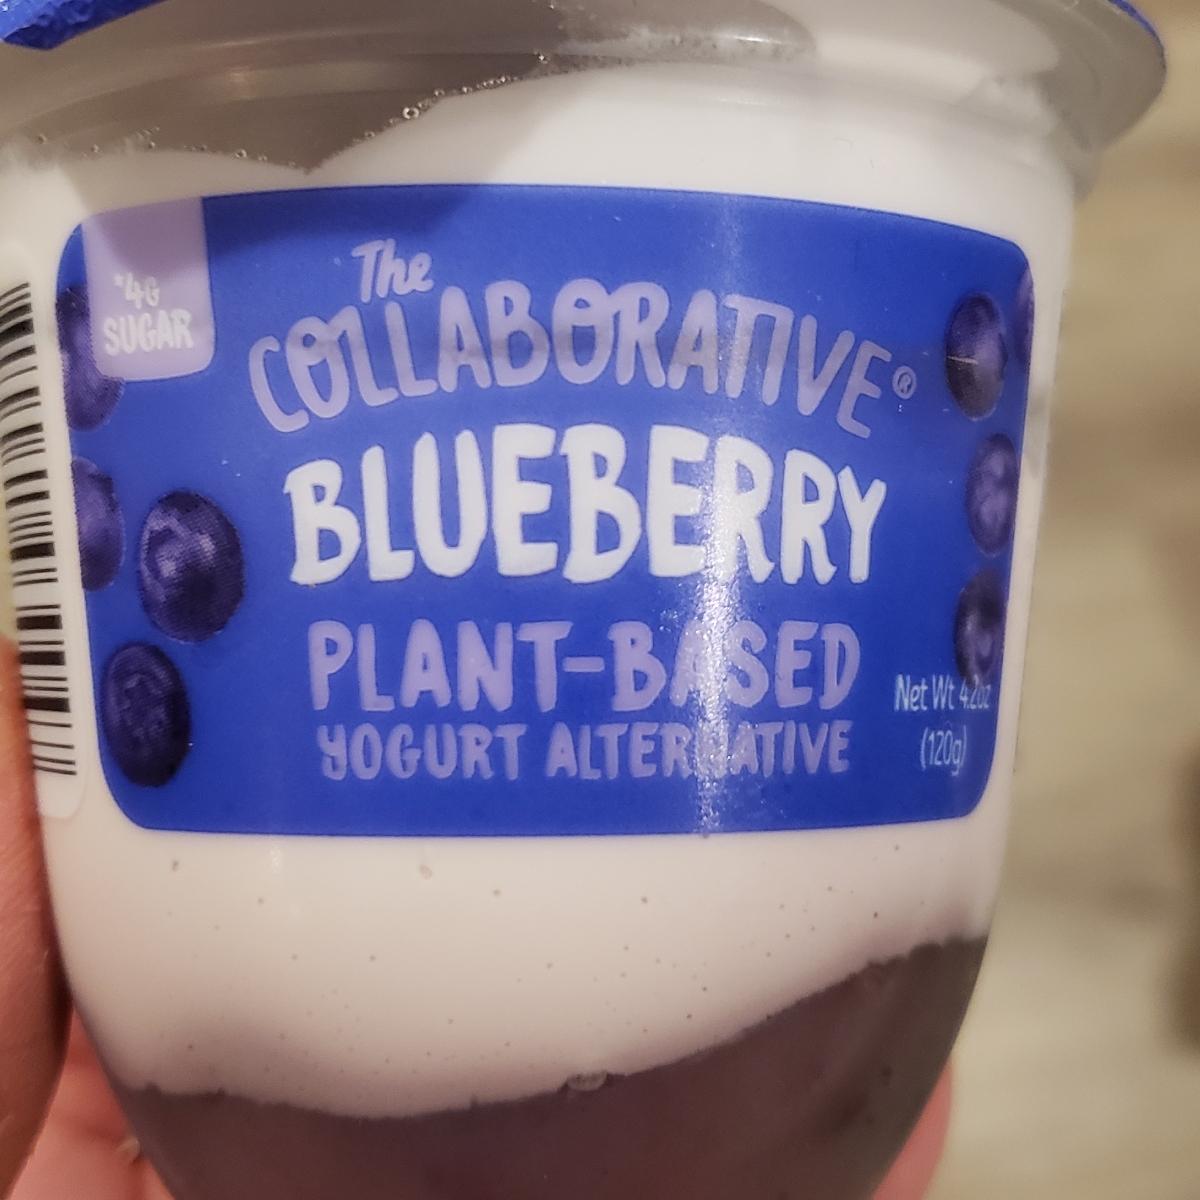 *4G
SUGAR
The
COLLABORATIVE®
BLUEBERRY
PLANT-BASED
YOGURT ALTERNATIVE
Net Wt 4.2oz
(120g)